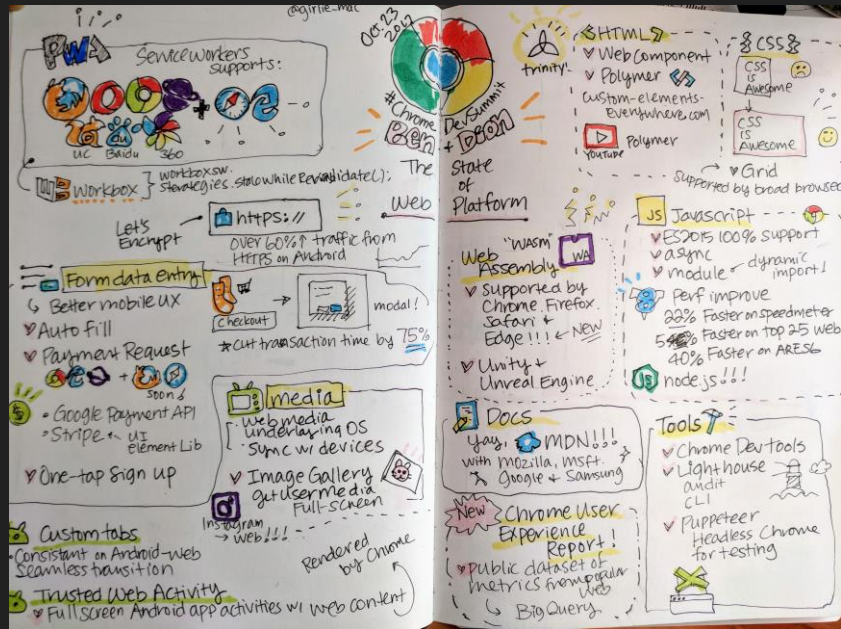 @girlie_mac
Oct 23
2017
PWA
Service Workers
supports:
UC Baidu 360
Workbox
workboxsw.
strategies.staleWhileRevalidate();
Let's
Encrypt
https://
over 60%↑ traffic from
HTTPS on Android
Form data entry
Better mobile UX
Auto fill
Payment Request
soon
• Google Payment API
• Stripe ← UI
element Lib
One-tap Sign up
Checkout
modal!
*cut transaction time by 75%
media
web media
underlaying OS
sync w/ devices
Image Gallery
getusermedia
Full-screen
Instagram
→ web!!!
Custom tabs
• Consistant on Android-Web
Seamless transition
Trusted Web Activity
Full screen Android app activities w/ web content
Rendered
by Chrome
#Chrome
DevSummit
Ben + Dion
The
State
of
Web
Platform
trinity!
<HTML>
Web Component
Polymer
custom-elements-
everywhere.com
YouTube Polymer
{CSS}
CSS
is
Awesome
CSS
is
Awesome
Grid
Supported by broad browser
"WASM"
Web
Assembly
WA
Supported by
Chrome, Firefox,
Safari +
Edge!!! ← NEW
Unity +
Unreal Engine
JS Javascript
ES2015 100% support
async
module ← dynamic
import!
Perf improve
22% Faster on speedmeter
Faster on top 25 web
40% Faster on ARES6
JS node.js!!!
DOCS
yay, MDN!!!
with mozilla, msft.
Google + Samsung
New
Chrome User
Experience
Report!
public dataset of
metrics from popular
web
BigQuery
Tools
Chrome Dev tools
Lighthouse
audit
CLI
Puppeteer
Headless Chrome
for testing